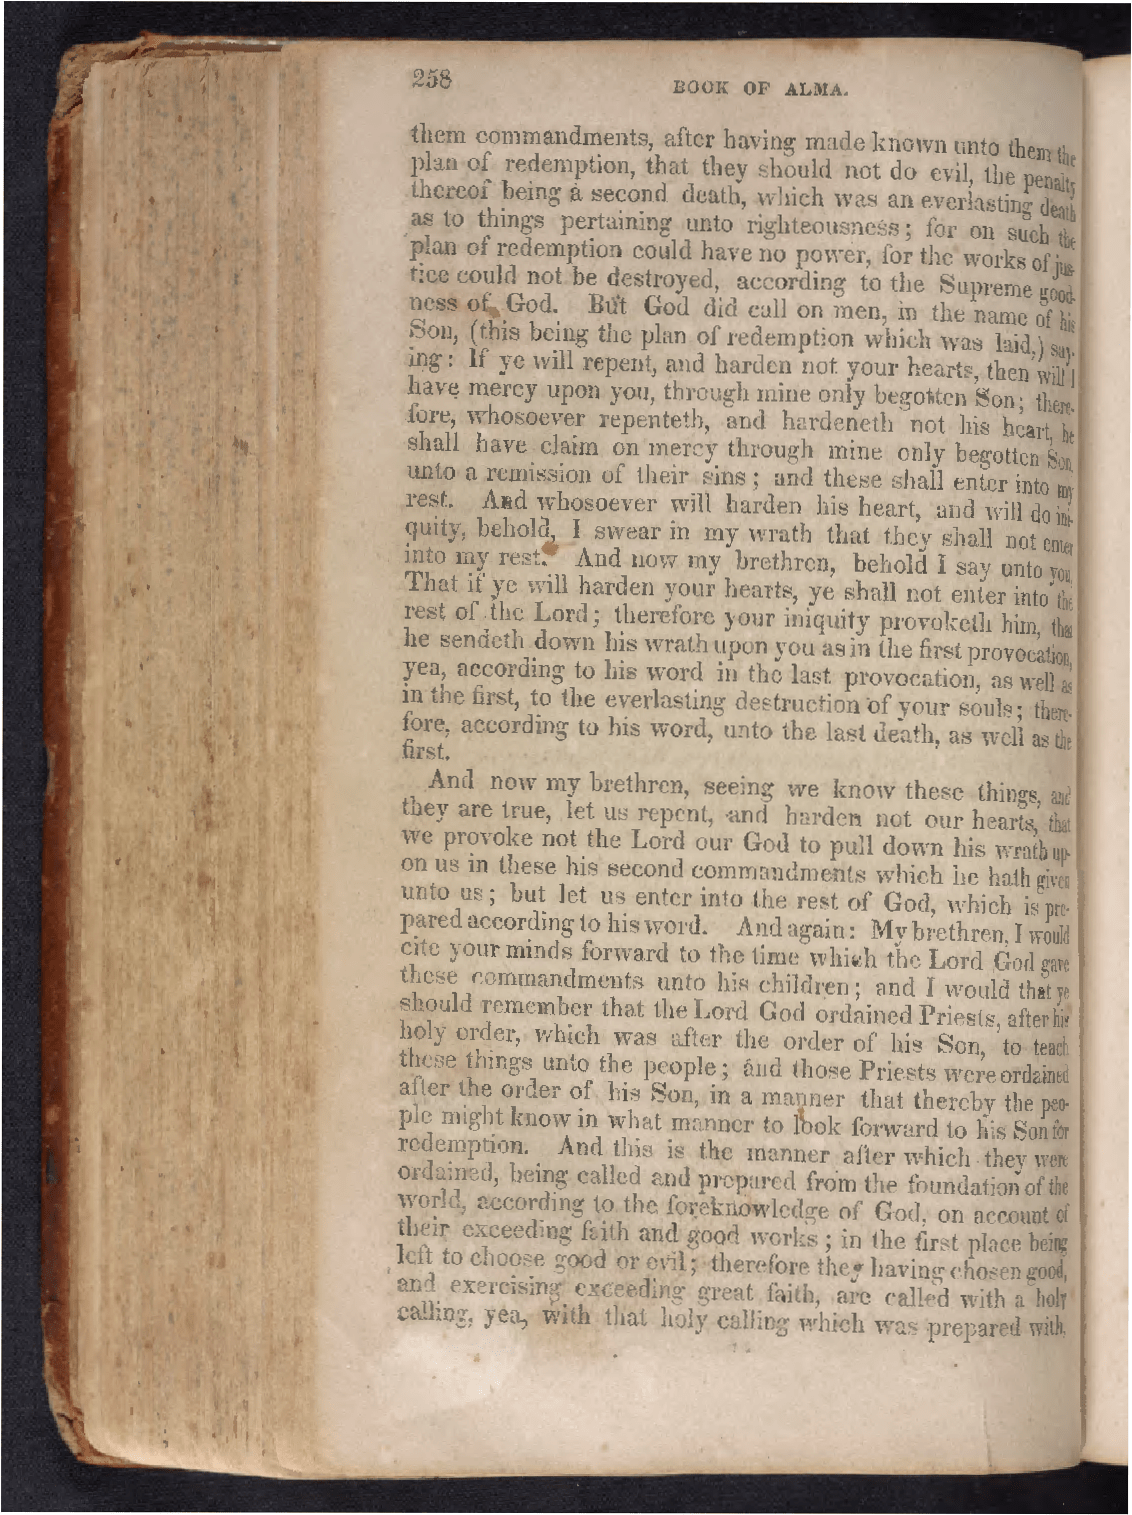 258
BOOK OF ALMA.
them commandments, after having made known unto them the
plan of redemption, that they should not do evil, the penalty
thereof being a second death, which was an everlasting death
as to things pertaining unto righteousness; for on such the
plan of redemption could have no power, for the works of jus-
tice could not be destroyed, according to the Supreme good-
ness of God. But God did call on men, in the name of his
Son, (this being the plan of redemption which was laid,) say-
ing: If ye will repent, and harden not your hearts, then will I
have mercy upon you, through mine only begotten Son; there-
fore, whosoever repenteth, and hardeneth not his heart, he
shall have claim on mercy through mine only begotten Son,
unto a remission of their sins; and these shall enter into my
rest. And whosoever will harden his heart, and will do ini-
quity, behold, I swear in my wrath that they shall not enter
into my rest. And now my brethren, behold I say unto you,
That if ye will harden your hearts, ye shall not enter into the
rest of the Lord; therefore your iniquity provoketh him, that
he sendeth down his wrath upon you as in the first provocation,
yea, according to his word in the last provocation, as well as
in the first, to the everlasting destruction of your souls; there-
fore, according to his word, unto the last death, as well as the
first.
And now my brethren, seeing we know these things, and
they are true, let us repent, and harden not our hearts, that
we provoke not the Lord our God to pull down his wrath up-
on us in these his second commandments which he hath given
unto us; but let us enter into the rest of God, which is pre-
pared according to his word. And again: My brethren, I would
cite your minds forward to the time which the Lord God gave
these commandments unto his children; and I would that ye
should remember that the Lord God ordained Priests, after his
holy order, which was after the order of his Son, to teach
these things unto the people; and those Priests were ordained
after the order of his Son, in a manner that thereby the peo-
ple might know in what manner to look forward to his Son for
redemption. And this is the manner after which they were
ordained, being called and prepared from the foundation of the
world, according to the foreknowledge of God, on account of
their exceeding faith and good works; in the first place being
left to choose good or evil; therefore they having chosen good,
and exercising exceeding great faith, are called with a holy
calling, yea, with that holy calling which was prepared with,